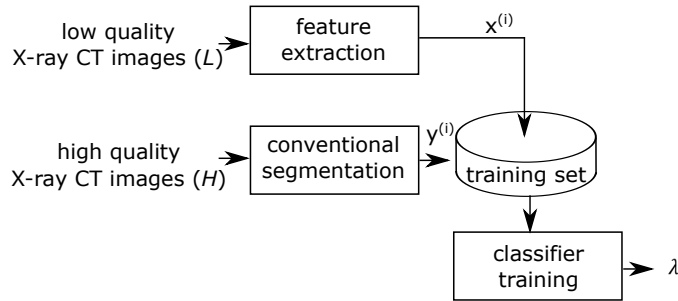 low quality
X-ray CT images (L)
feature
extraction
x(i)
high quality
X-ray CT images (H)
conventional
segmentation
y(i)
training set
classifier
training
λ